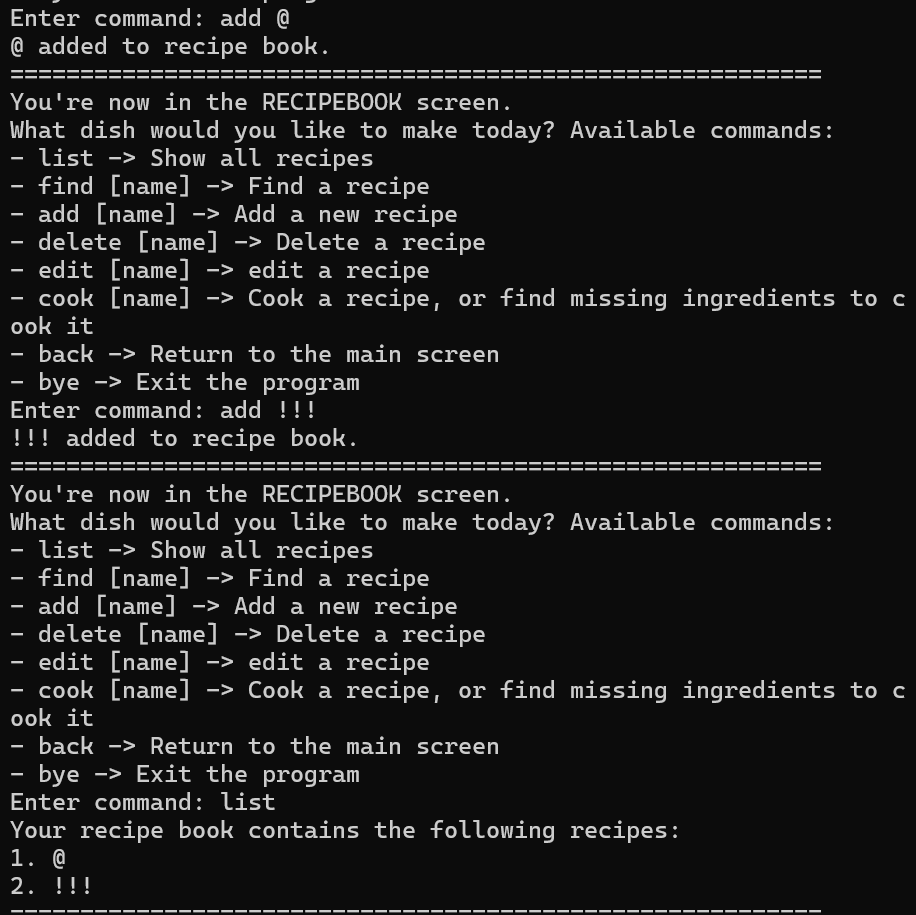 Enter command: add @
@ added to recipe book.
==========================================================
You're now in the RECIPEBOOK screen.
What dish would you like to make today? Available commands:
- list -> Show all recipes
- find [name] -> Find a recipe
- add [name] -> Add a new recipe
- delete [name] -> Delete a recipe
- edit [name] -> edit a recipe
- cook [name] -> Cook a recipe, or find missing ingredients to c
ook it
- back -> Return to the main screen
- bye -> Exit the program
Enter command: add !!!
!!! added to recipe book.
==========================================================
You're now in the RECIPEBOOK screen.
What dish would you like to make today? Available commands:
- list -> Show all recipes
- find [name] -> Find a recipe
- add [name] -> Add a new recipe
- delete [name] -> Delete a recipe
- edit [name] -> edit a recipe
- cook [name] -> Cook a recipe, or find missing ingredients to c
ook it
- back -> Return to the main screen
- bye -> Exit the program
Enter command: list
Your recipe book contains the following recipes:
1. @
2. !!!
==========================================================